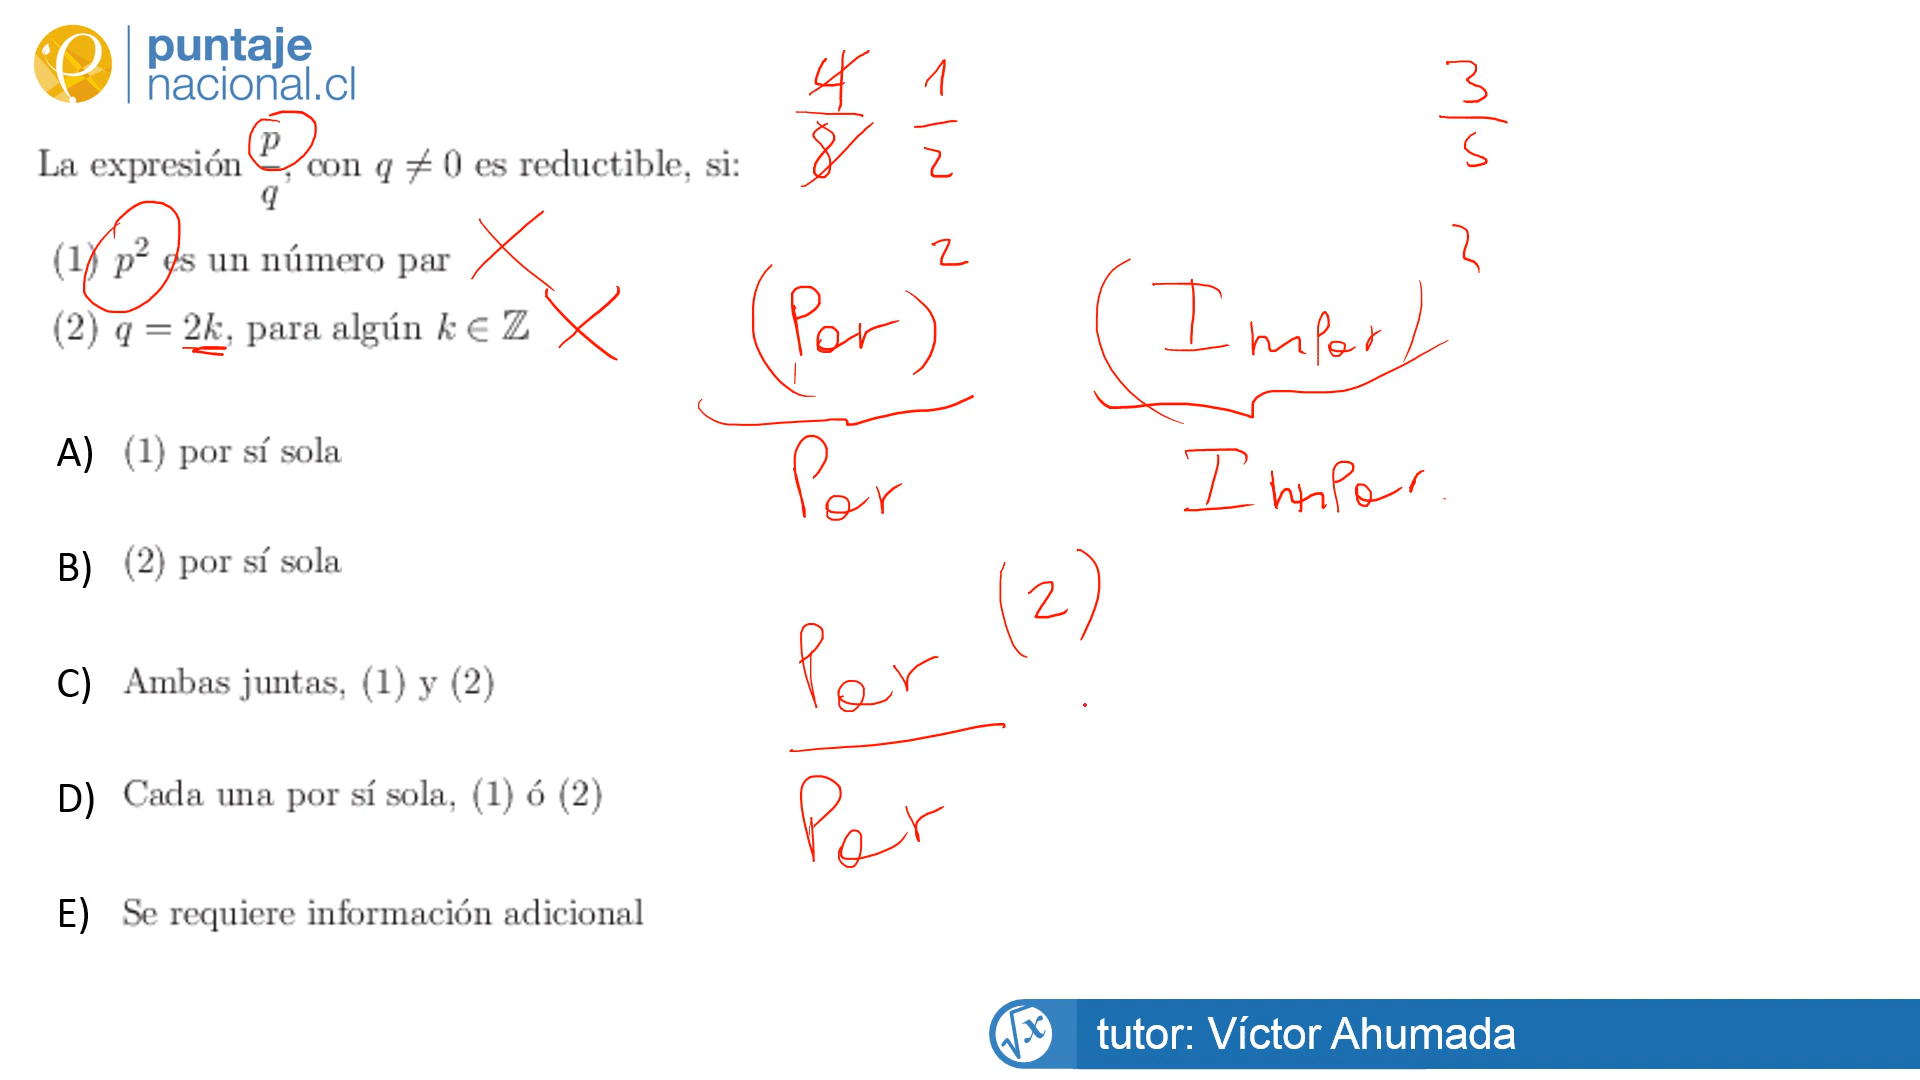 puntaje
nacional.cl
La expresión p/q, con q ≠ 0 es reductible, si:
(1) p² es un número par
(2) q = 2k, para algún k ∈ ℤ
A) (1) por sí sola
B) (2) por sí sola
C) Ambas juntas, (1) y (2)
D) Cada una por sí sola, (1) ó (2)
E) Se requiere información adicional
4/8 1/2
3/5
(Par)²
Par
(Impar)²
Impar
Par (2)
Par
tutor: Víctor Ahumada
√x